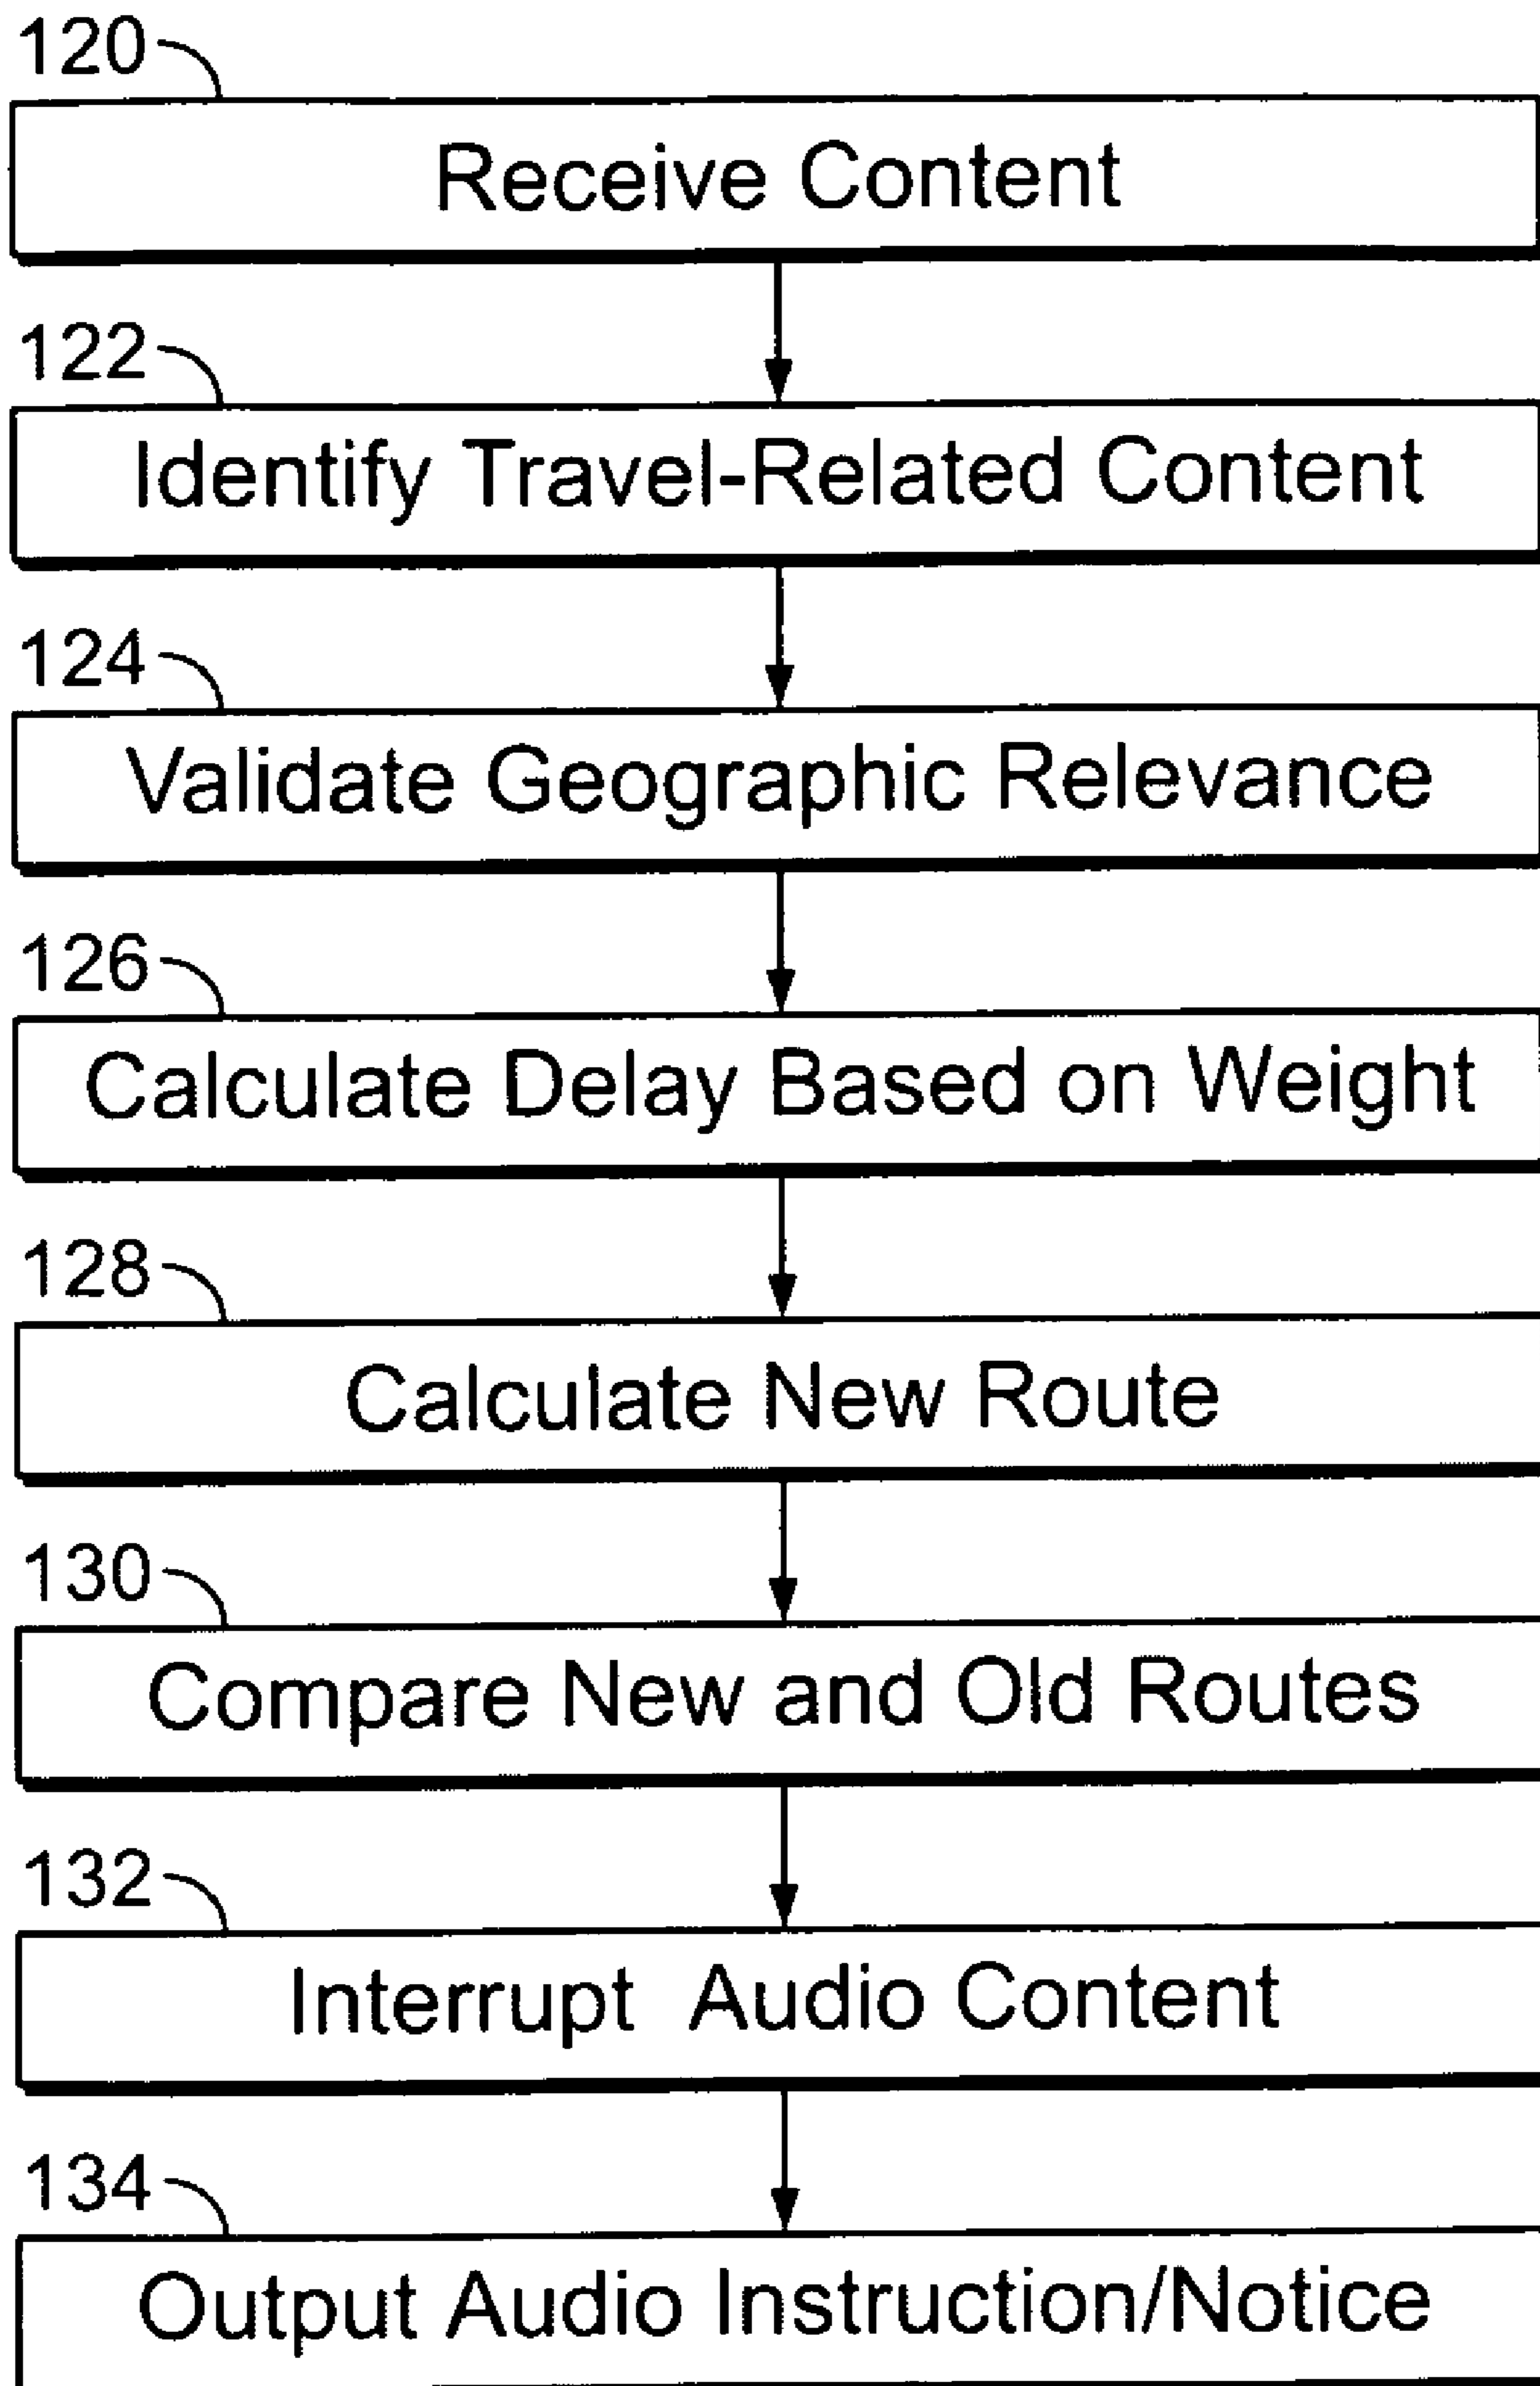 120
Receive Content
122
Identify Travel-Related Content
124
Validate Geographic Relevance
126
Calculate Delay Based on Weight
128
Calculate New Route
130
Compare New and Old Routes
132
Interrupt Audio Content
134
Output Audio Instruction/Notice